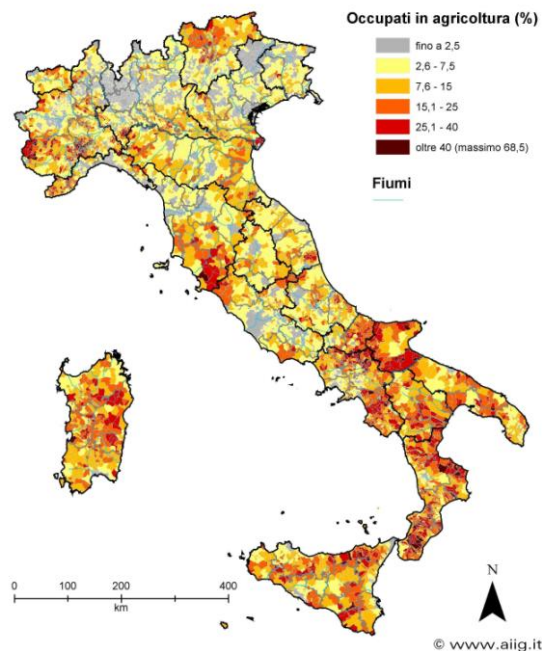 Occupati in agricoltura (%)
fino a 2,5
2,6 - 7,5
7,6 - 15
15,1 - 25
25,1 - 40
oltre 40 (massimo 68,5)
Fiumi
0 100 200 400
km
N
© www.aiig.it